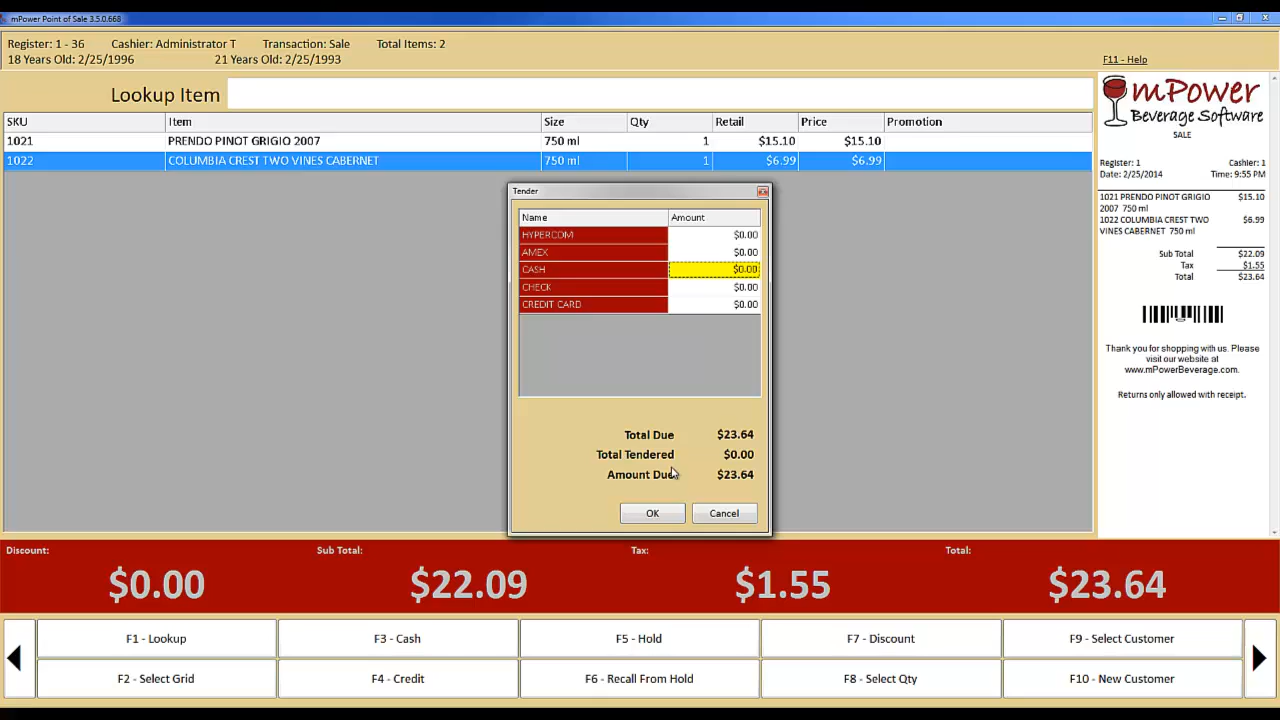 mPower Point of Sale 3.5.0.668
Register: 1 - 36 Cashier: Administrator T Transaction: Sale Total Items: 2
18 Years Old: 2/25/1996 21 Years Old: 2/25/1993 F11 - Help
Lookup Item
SKU Item Size Qty Retail Price Promotion
1021 PRENDO PINOT GRIGIO 2007 750 ml 1 $15.10 $15.10
1022 COLUMBIA CREST TWO VINES CABERNET 750 ml 1 $6.99 $6.99
Tender
Name Amount
HYPERCOM $0.00
AMEX $0.00
CASH $0.00
CHECK $0.00
CREDIT CARD $0.00
Total Due $23.64
Total Tendered $0.00
Amount Due $23.64
OK Cancel
mPower
Beverage Software
SALE
Register: 1 Cashier: 1
Date: 2/25/2014 Time: 9:55 PM
1021 PRENDO PINOT GRIGIO $15.10
2007 750 ml
1022 COLUMBIA CREST TWO $6.99
VINES CABERNET 750 ml
Sub Total $22.09
Tax $1.55
Total $23.64
Thank you for shopping with us. Please
visit our website at
www.mPowerBeverage.com.
Returns only allowed with receipt.
Discount: Sub Total: Tax: Total:
$0.00 $22.09 $1.55 $23.64
F1 - Lookup F3 - Cash F5 - Hold F7 - Discount F9 - Select Customer
F2 - Select Grid F4 - Credit F6 - Recall From Hold F8 - Select Qty F10 - New Customer